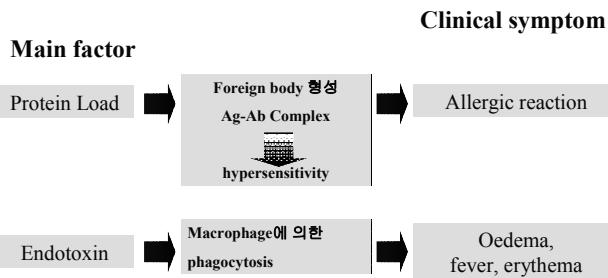 Clinical symptom
Main factor
Protein Load
Foreign body 형성
Ag-Ab Complex
hypersensitivity
Allergic reaction
Endotoxin
Macrophage에 의한
phagocytosis
Oedema,
fever, erythema